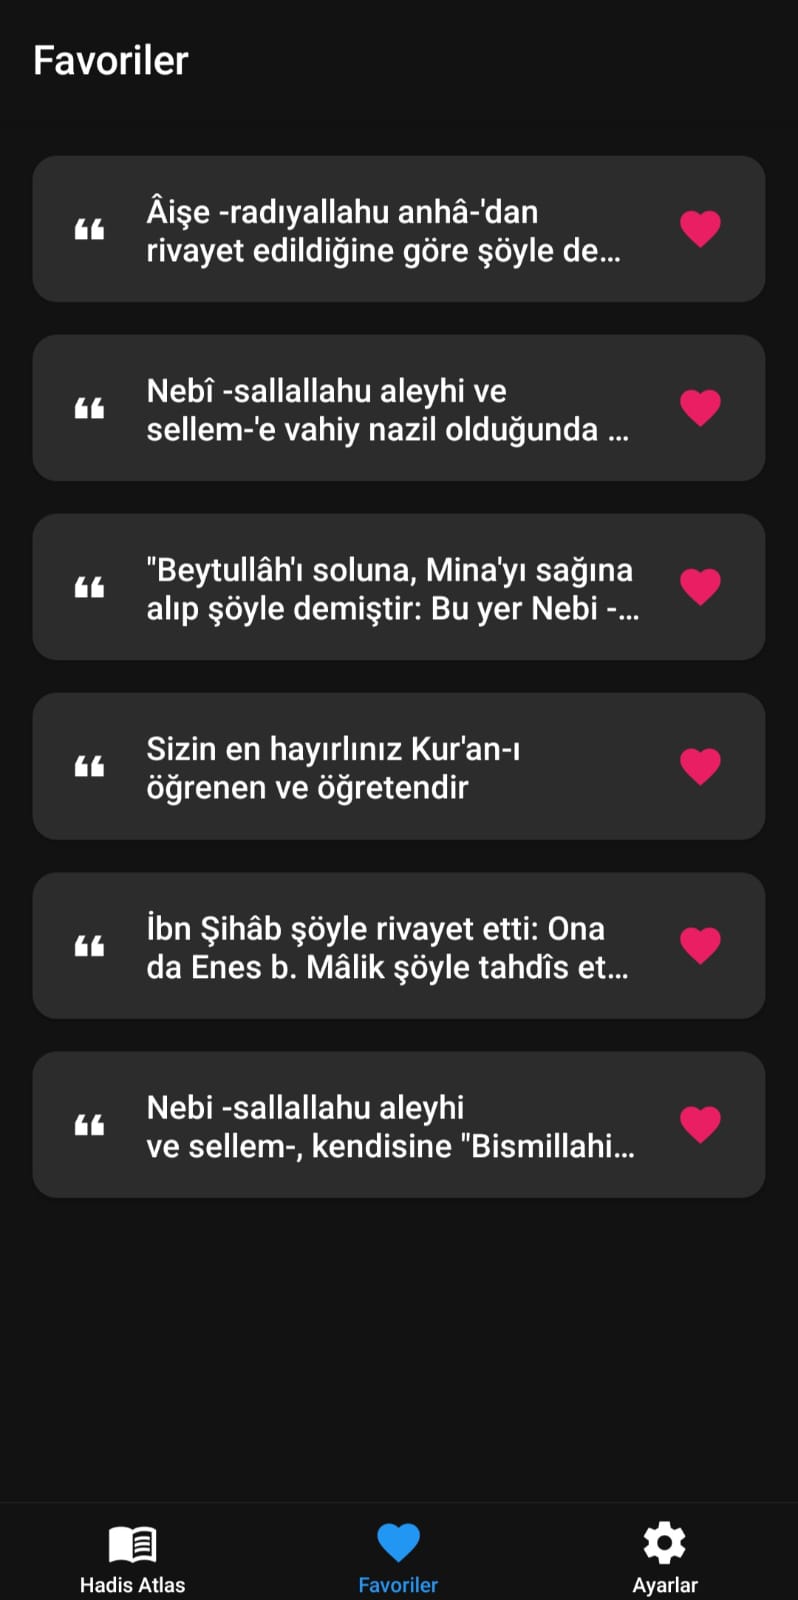 Favoriler
Âişe -radıyallahu anhâ-'dan
rivayet edildiğine göre şöyle de...
Nebî -sallallahu aleyhi ve
sellem-'e vahiy nazil olduğunda ...
"Beytullâh'ı soluna, Mina'yı sağına
alıp şöyle demiştir: Bu yer Nebi -...
Sizin en hayırlınız Kur'an-ı
öğrenen ve öğretendir
İbn Şihâb şöyle rivayet etti: Ona
da Enes b. Mâlik şöyle tahdîs et...
Nebi -sallallahu aleyhi
ve sellem-, kendisine "Bismillahi...
Hadis Atlas
Favoriler
Ayarlar